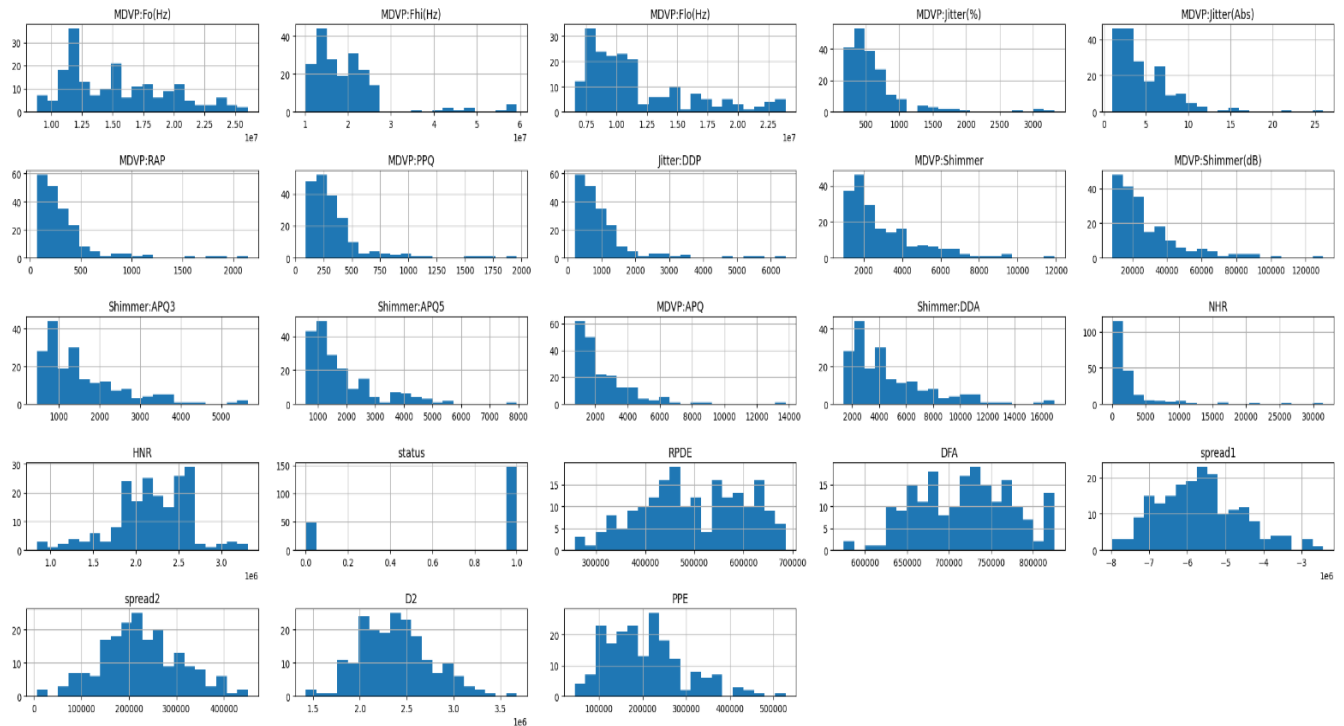 MDVP:Fo(Hz) MDVP:Fhi(Hz) MDVP:Flo(Hz) MDVP:Jitter(%) MDVP:Jitter(Abs)
30 20 10 0 1.0 1.2 1.5 1.7 2.0 2.2 2.5 1e7
40 20 0 1 2 3 4 5 6 1e7
30 20 10 0 0.75 1.0 1.25 1.50 1.75 2.00 2.25 1e7
40 20 0 500 1000 1500 2000 2500 3000
40 20 0 0 5 10 15 20 25
MDVP:RAP MDVP:PPQ Jitter:DDP MDVP:Shimmer MDVP:Shimmer(dB)
60 40 20 0 0 500 1000 1500 2000
40 20 0 250 500 750 1000 1250 1500 1750 2000
60 40 20 0 0 1000 2000 3000 4000 5000 6000
40 20 0 2000 4000 6000 8000 10000 12000
40 20 0 20000 40000 60000 80000 100000 120000
Shimmer:APQ3 Shimmer:APQ5 MDVP:APQ Shimmer:DDA NHR
40 20 0 1000 2000 3000 4000 5000
40 20 0 1000 2000 3000 4000 5000 6000 7000 8000
60 40 20 0 2000 4000 6000 8000 10000 12000 14000
40 20 0 2000 4000 6000 8000 10000 12000 14000 16000
100 50 0 0 5000 10000 15000 20000 25000 30000
HNR status RPDE DFA spread1
30 20 10 0 1.0 1.5 2.0 2.5 3.0 1e6
150 100 50 0 0.0 0.2 0.4 0.6 0.8 1.0
15 10 5 0 300000 400000 500000 600000 700000
15 10 5 0 600000 650000 700000 750000 800000
20 10 0 −8 −7 −6 −5 −4 −3 1e6
spread2 D2 PPE
20 10 0 0 100000 200000 300000 400000
20 10 0 1.5 2.0 2.5 3.0 3.5 1e6
20 10 0 100000 200000 300000 400000 500000